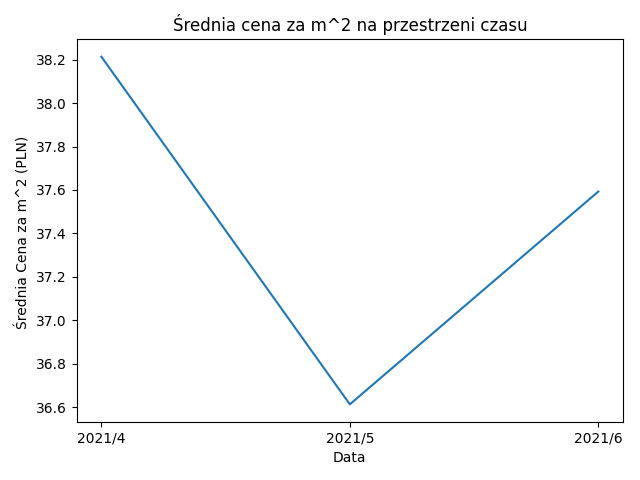 Średnia cena za m^2 na przestrzeni czasu
38.2
38.0
37.8
37.6
37.4
37.2
37.0
36.8
36.6
Średnia Cena za m^2 (PLN)
2021/4 2021/5 2021/6
Data